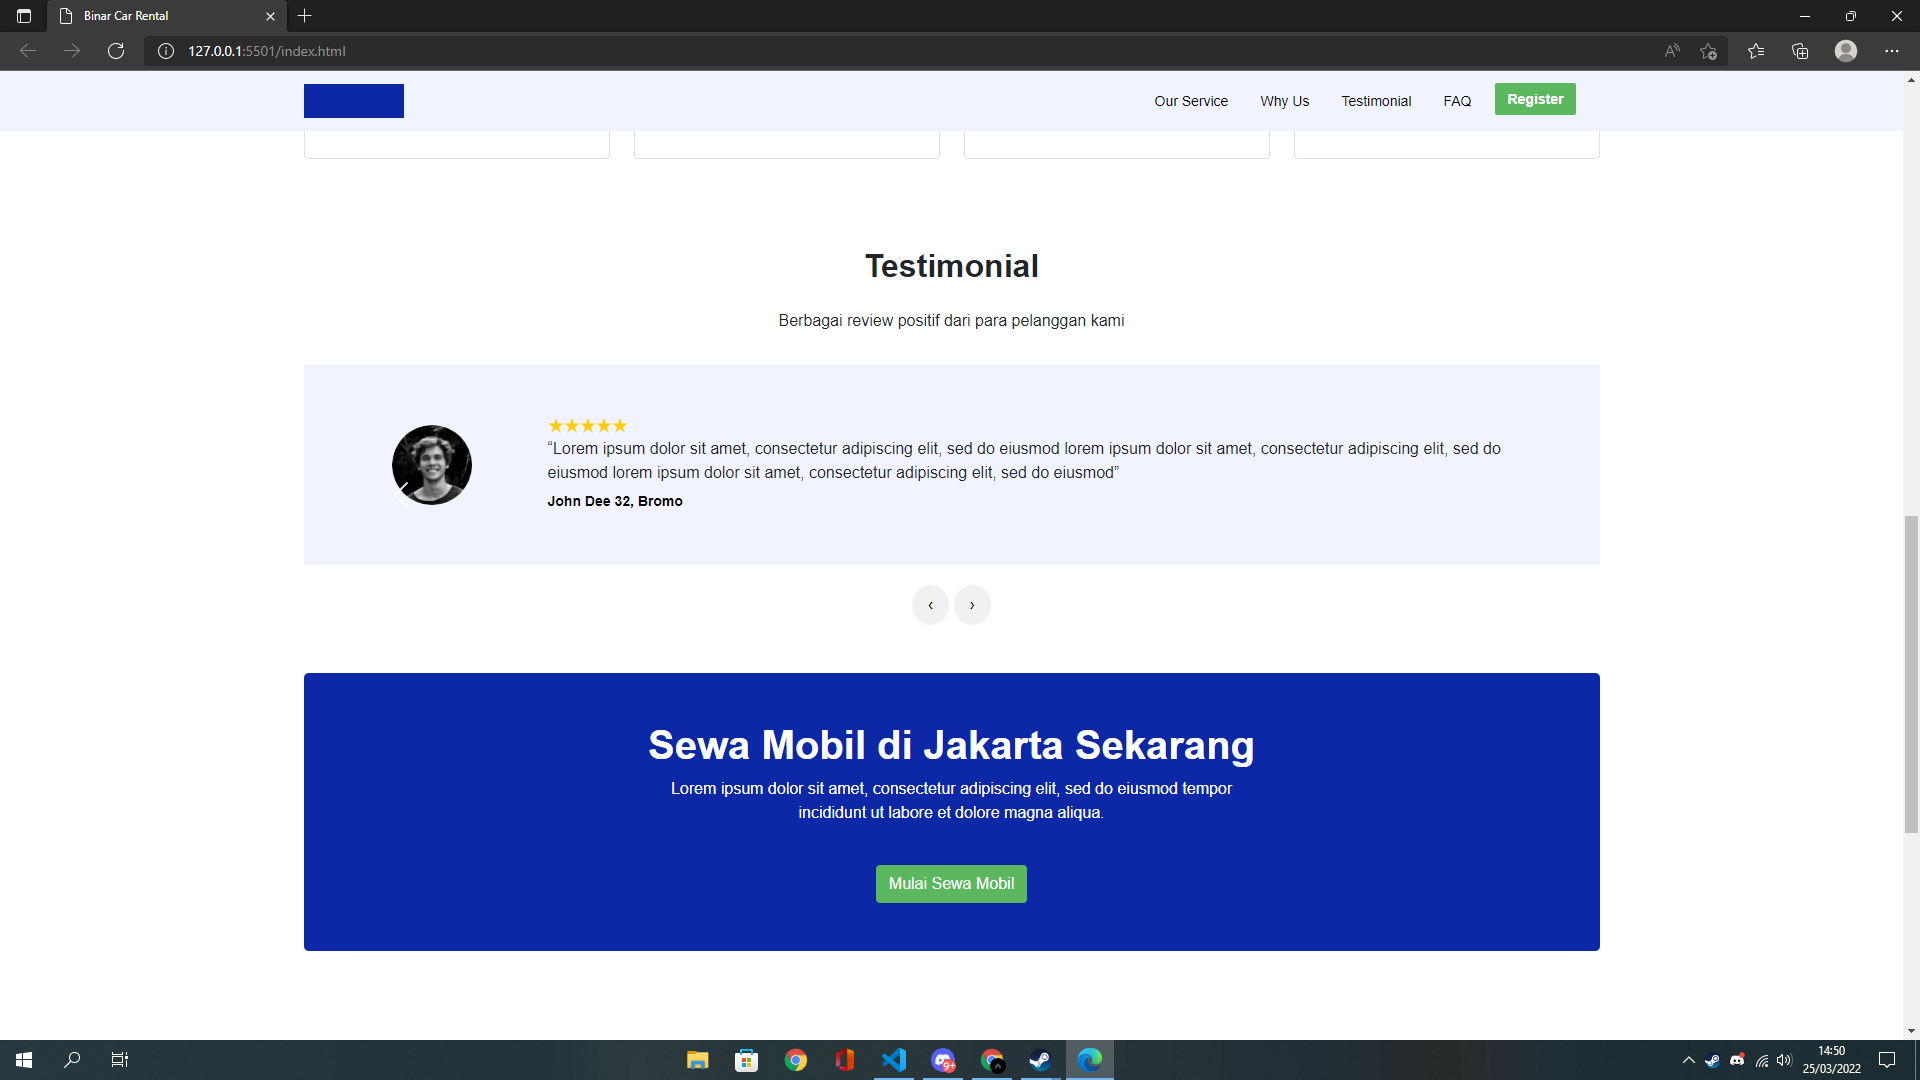 Binar Car Rental
127.0.0.1:5501/index.html
Our Service Why Us Testimonial FAQ Register
Testimonial
Berbagai review positif dari para pelanggan kami
“Lorem ipsum dolor sit amet, consectetur adipiscing elit, sed do eiusmod lorem ipsum dolor sit amet, consectetur adipiscing elit, sed do
eiusmod lorem ipsum dolor sit amet, consectetur adipiscing elit, sed do eiusmod”
John Dee 32, Bromo
‹ ›
Sewa Mobil di Jakarta Sekarang
Lorem ipsum dolor sit amet, consectetur adipiscing elit, sed do eiusmod tempor
incididunt ut labore et dolore magna aliqua.
Mulai Sewa Mobil
9+
14:50
25/03/2022